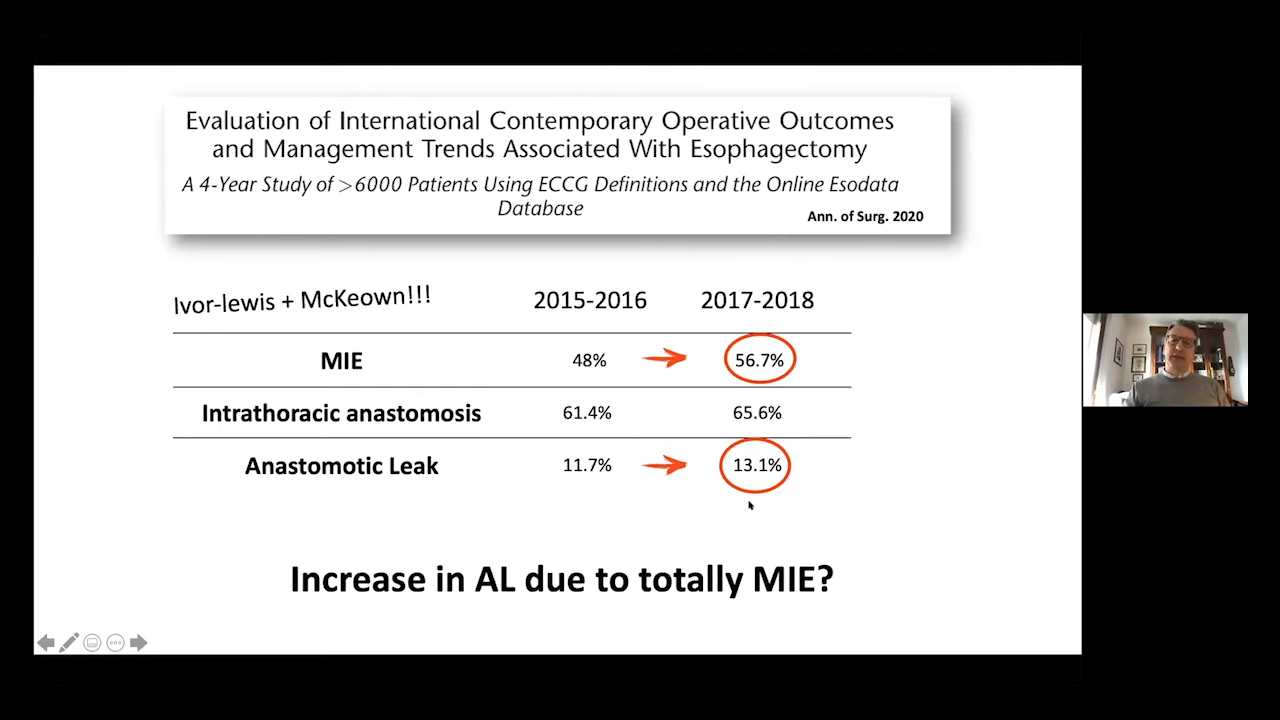 Evaluation of International Contemporary Operative Outcomes
and Management Trends Associated With Esophagectomy
A 4-Year Study of >6000 Patients Using ECCG Definitions and the Online Esodata
Database
Ann. of Surg. 2020
Ivor-lewis + McKeown!!! 2015-2016 2017-2018
MIE 48% 56.7%
Intrathoracic anastomosis 61.4% 65.6%
Anastomotic Leak 11.7% 13.1%
Increase in AL due to totally MIE?